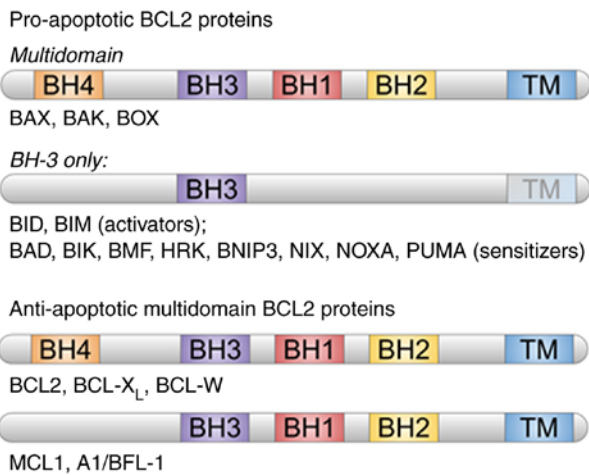 Pro-apoptotic BCL2 proteins
Multidomain
BH4 BH3 BH1 BH2 TM
BAX, BAK, BOX
BH-3 only:
BH3 TM
BID, BIM (activators);
BAD, BIK, BMF, HRK, BNIP3, NIX, NOXA, PUMA (sensitizers)
Anti-apoptotic multidomain BCL2 proteins
BH4 BH3 BH1 BH2 TM
BCL2, BCL-XL, BCL-W
BH3 BH1 BH2 TM
MCL1, A1/BFL-1